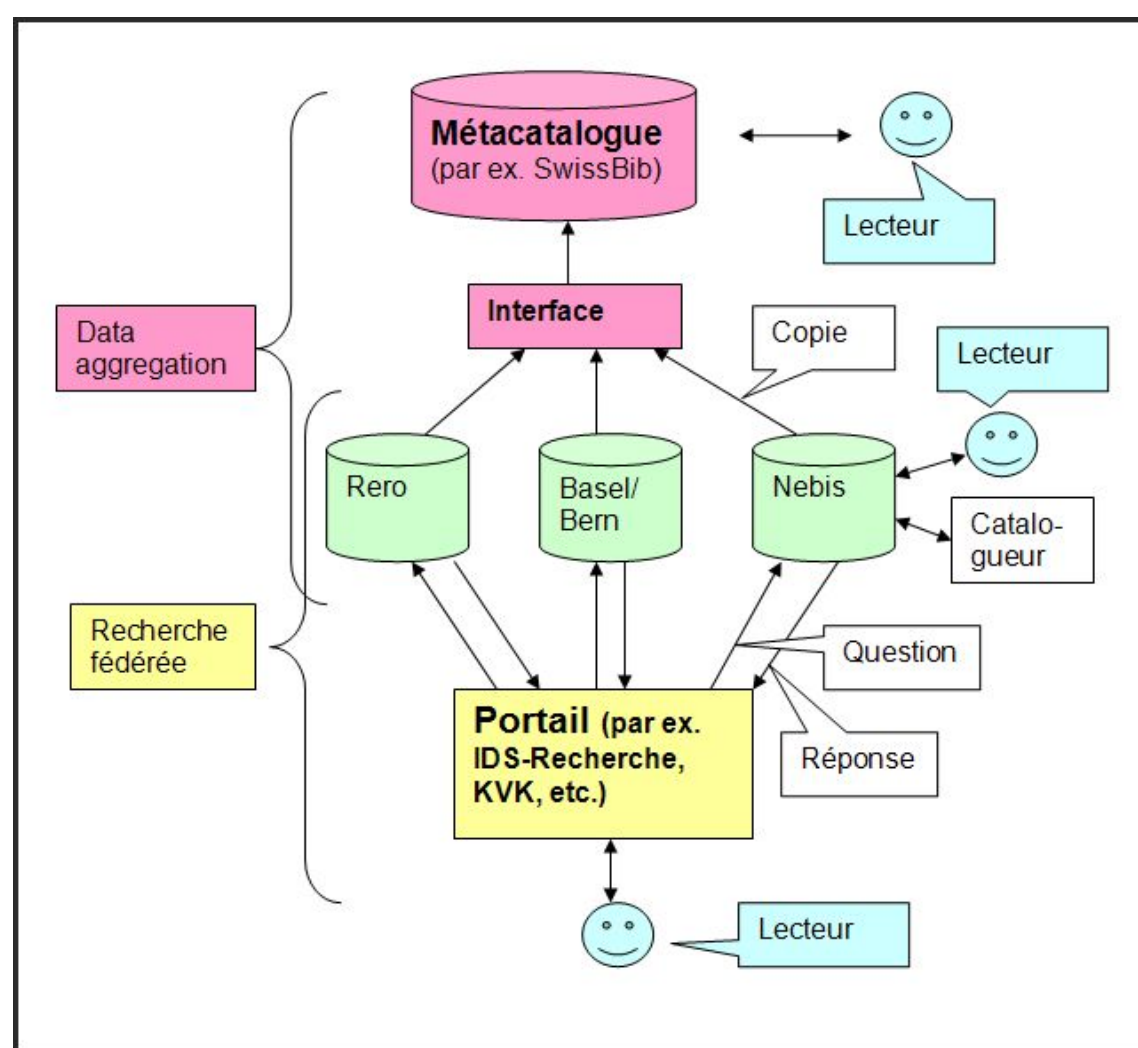 Métacatalogue
(par ex. SwissBib)
Lecteur
Interface
Copie
Data
aggregation
Lecteur
Rero
Basel/
Bern
Nebis
Catalo-
gueur
Recherche
fédérée
Question
Portail (par ex.
IDS-Recherche,
KVK, etc.)
Réponse
Lecteur